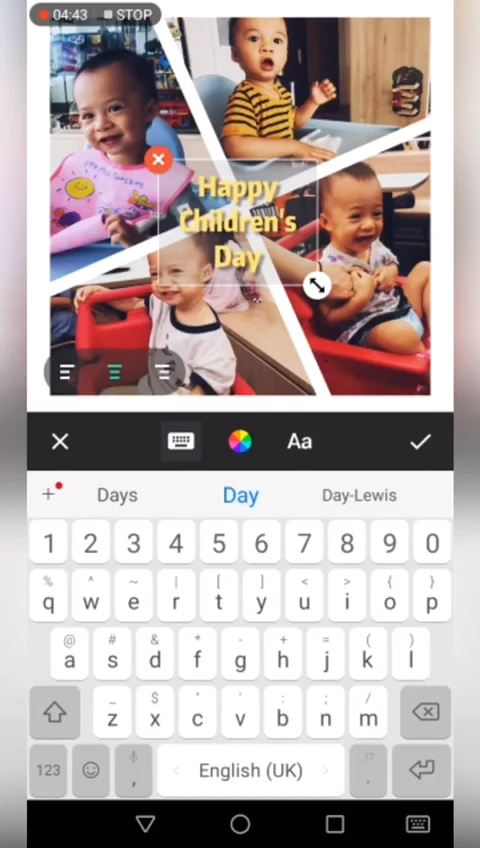 04:43 STOP
Happy
Children's
Day
Aa
Days Day Day-Lewis
1 2 3 4 5 6 7 8 9 0
% ^ ~ | [ ] < > { }
q w e r t y u i o p
@ # & * - + = ( )
a s d f g h j k l
_ $ " ' : ; /
z x c v b n m
123 , English (UK) .